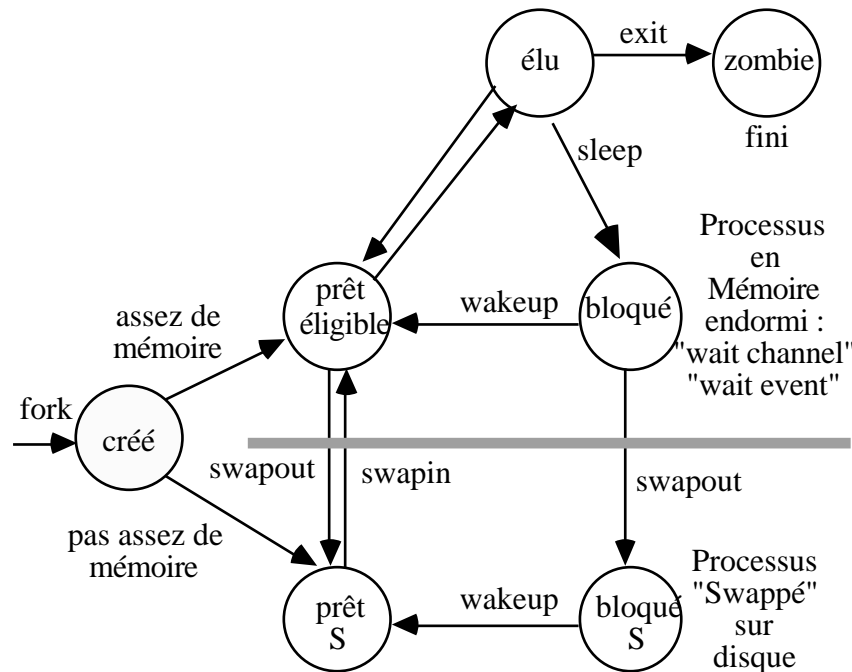 exit
élu
zombie
fini
sleep
Processus
en
Mémoire
endormi :
"wait channel"
"wait event"
prêt
éligible
wakeup
bloqué
assez de
mémoire
fork
créé
swapout
swapin
swapout
pas assez de
mémoire
Processus
"Swappé"
sur
disque
prêt
S
wakeup
bloqué
S